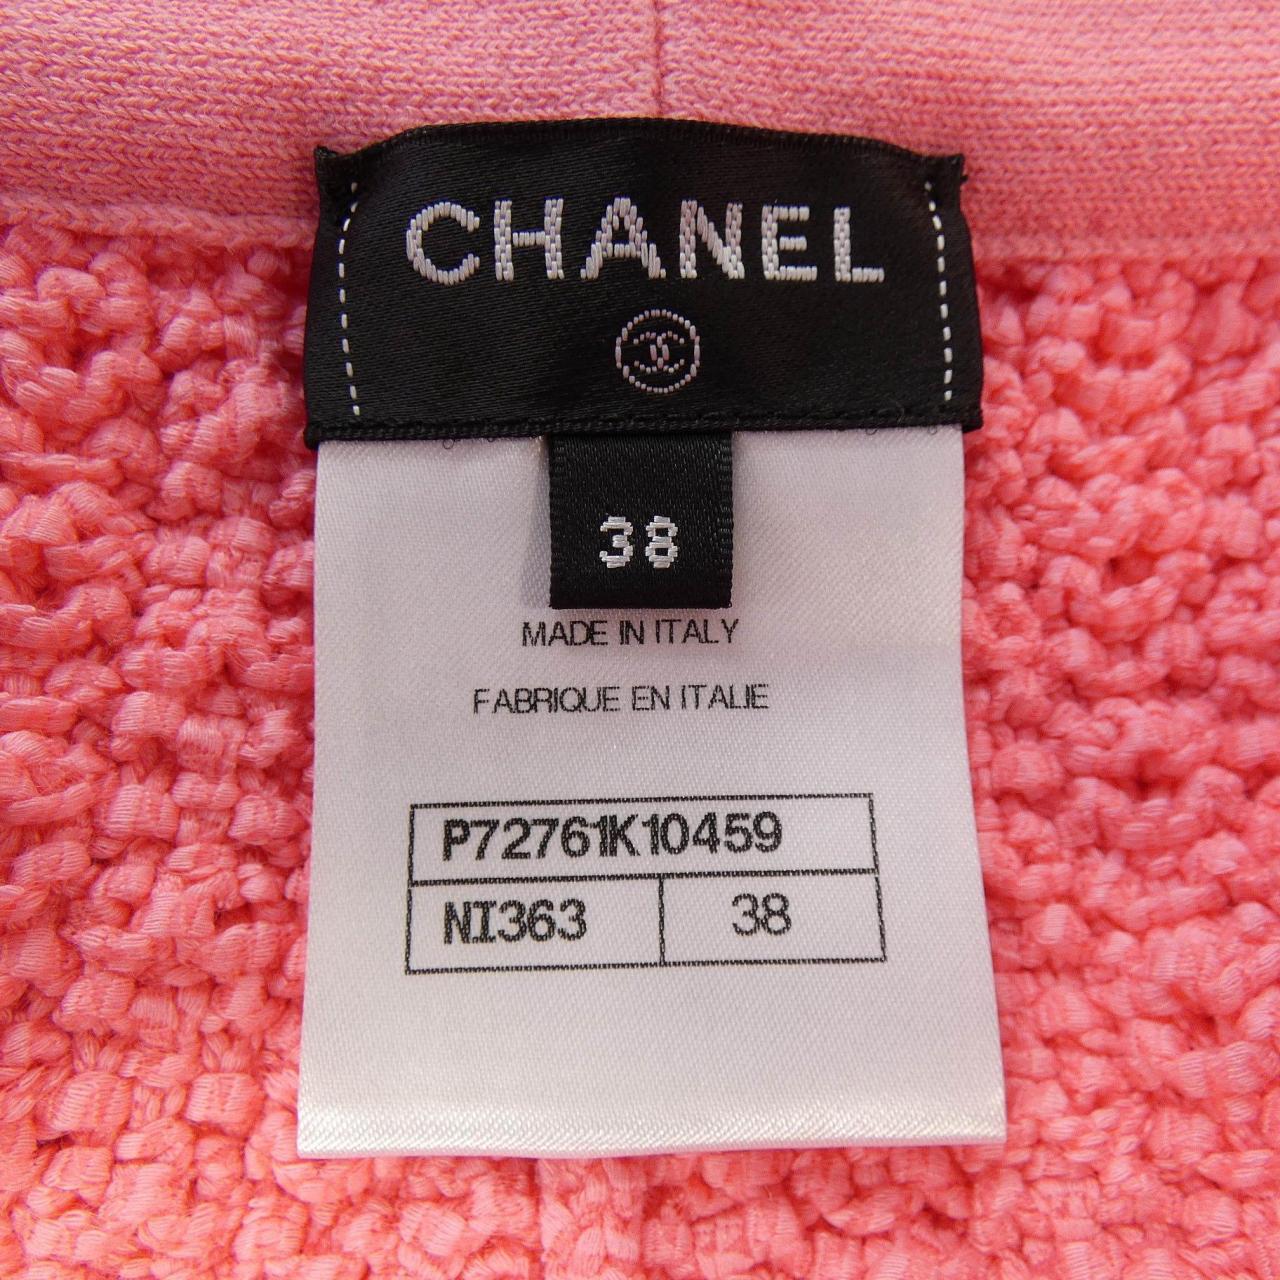 CHANEL
38
MADE IN ITALY
FABRIQUE EN ITALIE
P72761K10459
NI363 38